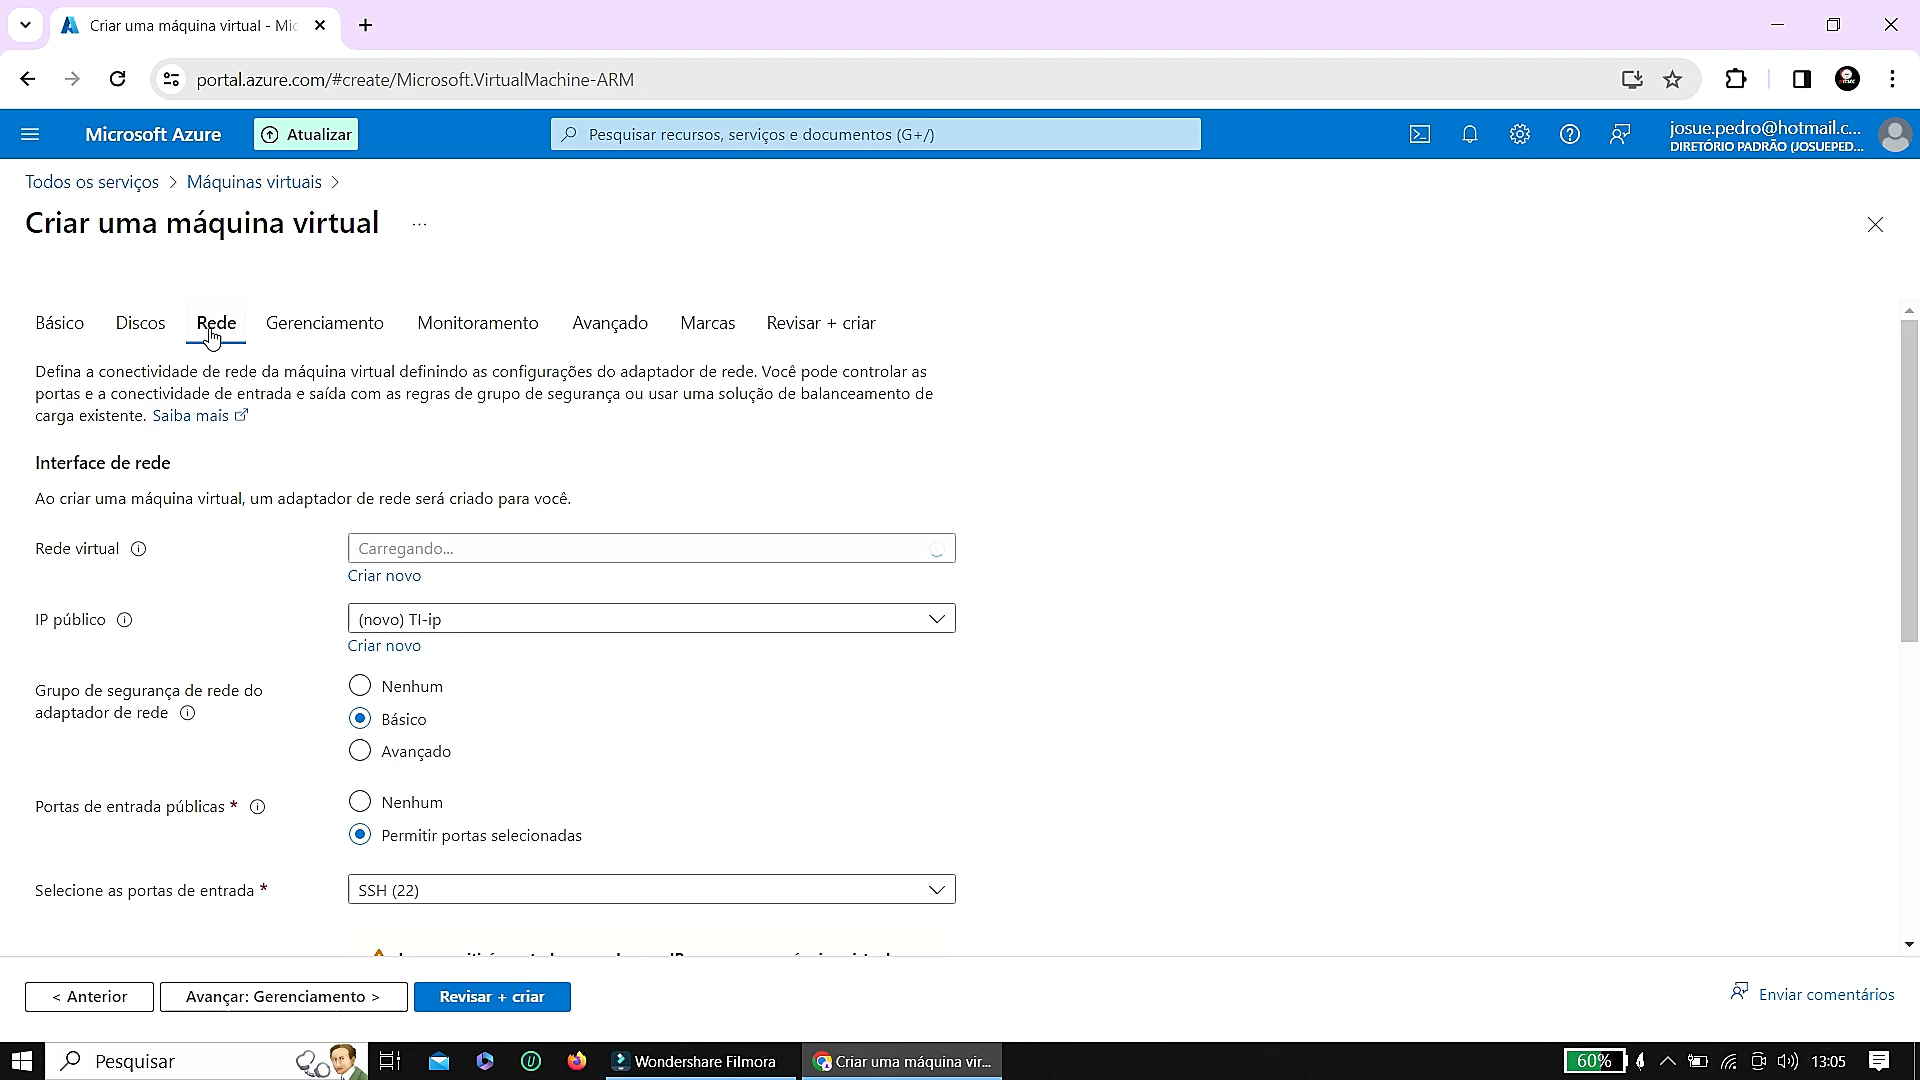 Criar uma máquina virtual - Mic
portal.azure.com/#create/Microsoft.VirtualMachine-ARM
Microsoft Azure
Atualizar
Pesquisar recursos, serviços e documentos (G+/)
josue.pedro@hotmail.c...
DIRETÓRIO PADRÃO (JOSUEPED...
Todos os serviços > Máquinas virtuais >
Criar uma máquina virtual ...
Básico Discos Rede Gerenciamento Monitoramento Avançado Marcas Revisar + criar
Defina a conectividade de rede da máquina virtual definindo as configurações do adaptador de rede. Você pode controlar as
portas e a conectividade de entrada e saída com as regras de grupo de segurança ou usar uma solução de balanceamento de
carga existente. Saiba mais
Interface de rede
Ao criar uma máquina virtual, um adaptador de rede será criado para você.
Rede virtual
Carregando...
Criar novo
IP público
(novo) TI-ip
Criar novo
Grupo de segurança de rede do
adaptador de rede
Nenhum
Básico
Avançado
Portas de entrada públicas *
Nenhum
Permitir portas selecionadas
Selecione as portas de entrada *
SSH (22)
< Anterior
Avançar: Gerenciamento >
Revisar + criar
Enviar comentários
Pesquisar
Wondershare Filmora
Criar uma máquina vir...
60%
13:05